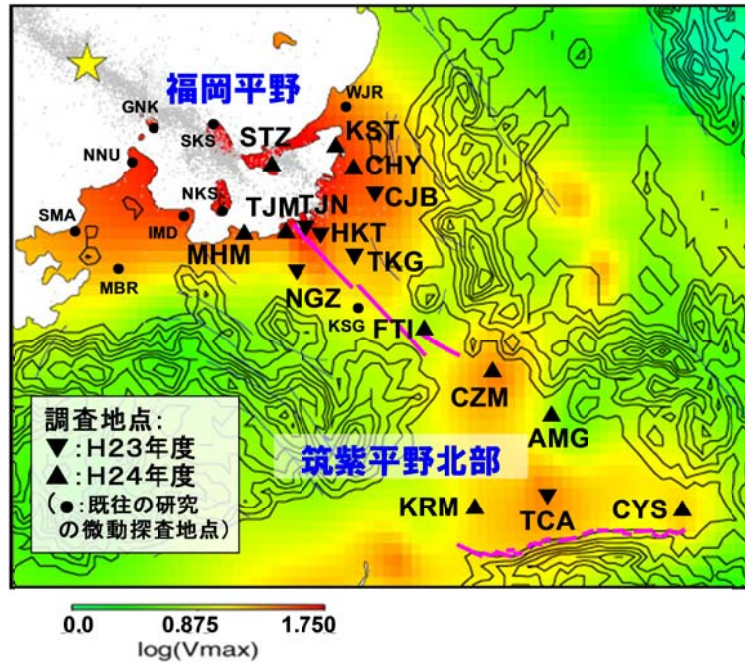 福岡平野
WJR
GNK
SKS
STZ
KST
NNU
CHY
CJB
NKS
TJM
TJN
SMA
IMD
MHM
HKT
TKG
MBR
NGZ
KSG
FTI
CZM
AMG
調査地点:
▼:H23年度
▲:H24年度
(●:既往の研究
の微動探査地点)
筑紫平野北部
KRM
TCA
CYS
0.0 0.875 1.750
log(Vmax)